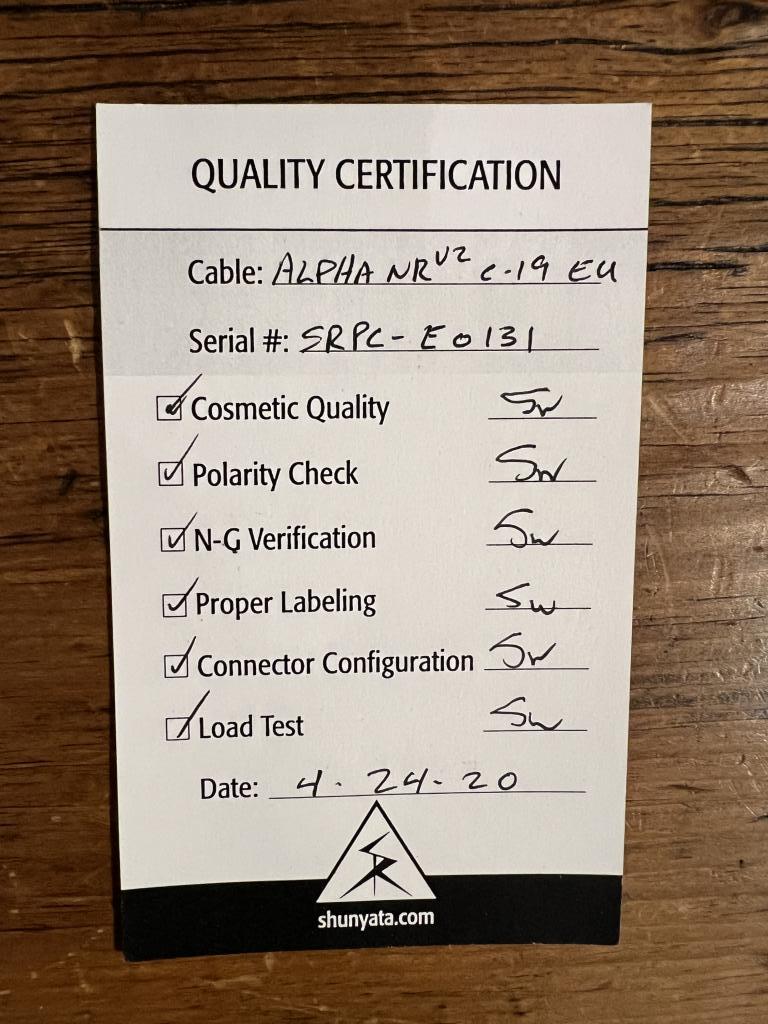 QUALITY CERTIFICATION
Cable: ALPHA NR V2 C-19 EU
Serial #: SRPC-E0131
Cosmetic Quality SW
Polarity Check SW
N-G Verification SW
Proper Labeling SW
Connector Configuration SW
Load Test SW
Date: 4-24-20
SR
shunyata.com